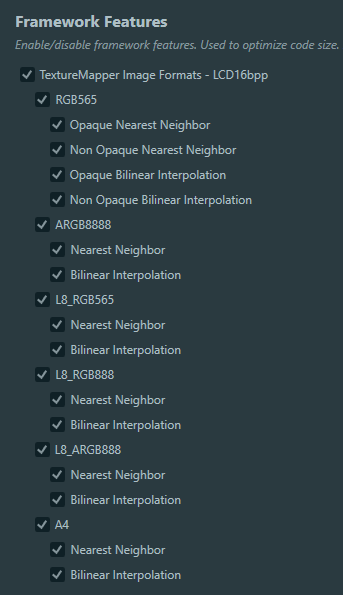 Framework Features
Enable/disable framework features. Used to optimize code size.
TextureMapper Image Formats - LCD16bpp
RGB565
Opaque Nearest Neighbor
Non Opaque Nearest Neighbor
Opaque Bilinear Interpolation
Non Opaque Bilinear Interpolation
ARGB8888
Nearest Neighbor
Bilinear Interpolation
L8_RGB565
Nearest Neighbor
Bilinear Interpolation
L8_RGB888
Nearest Neighbor
Bilinear Interpolation
L8_ARGB888
Nearest Neighbor
Bilinear Interpolation
A4
Nearest Neighbor
Bilinear Interpolation